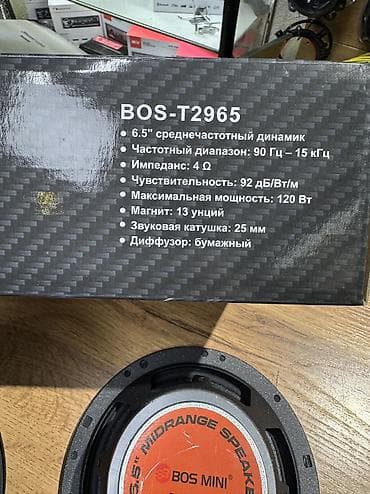 BOS-T2965
• 6.5" среднечастотный динамик
• Частотный диапазон: 90 Гц – 15 кГц
• Импеданс: 4 Ω
• Чувствительность: 92 дБ/Вт/м
• Максимальная мощность: 120 Вт
• Магнит: 13 унций
• Звуковая катушка: 25 мм
• Диффузор: бумажный
6.5" MIDRANGE SPEAKE
BOS MINI®